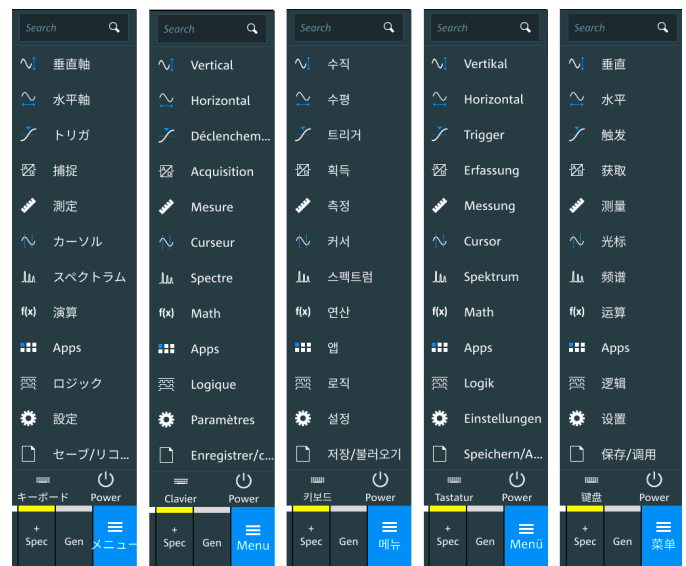 Search
垂直軸
水平軸
トリガ
捕捉
測定
カーソル
スペクトラム
f(x) 演算
Apps
ロジック
設定
セーブ/リコ...
キーボード Power
+
Spec Gen メニュー
Search
Vertical
Horizontal
Déclenchem...
Acquisition
Mesure
Curseur
Spectre
f(x) Math
Apps
Logique
Paramètres
Enregistrer/c...
Clavier Power
+
Spec Gen Menu
Search
수직
수평
트리거
획득
측정
커서
스펙트럼
f(x) 연산
앱
로직
설정
저장/불러오기
키보드 Power
+
Spec Gen 메뉴
Search
Vertikal
Horizontal
Trigger
Erfassung
Messung
Cursor
Spektrum
f(x) Math
Apps
Logik
Einstellungen
Speichern/A...
Tastatur Power
+
Spec Gen Menü
Search
垂直
水平
触发
获取
测量
光标
频谱
f(x) 运算
Apps
逻辑
设置
保存/调用
键盘 Power
+
Spec Gen 菜单